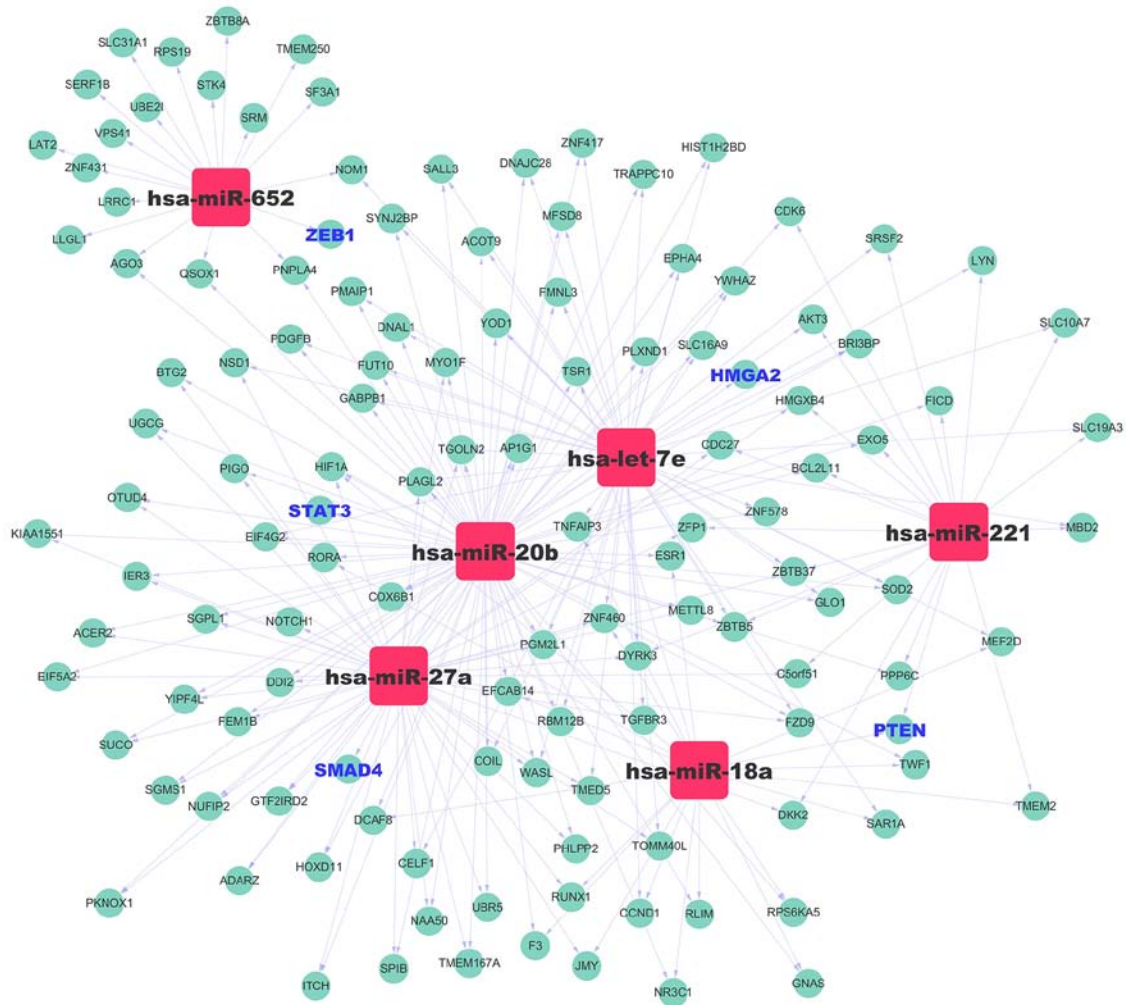 ZBTB8A
SLC31A1
RPS19
TMEM250
SERF1B
STK4
SF3A1
UBE2I
SRM
VPS41
LAT2
ZNF431
hsa-miR-652
LRRC1
LLGL1
AGO3
QSOX1
ZEB1
PNPLA4
NOM1
SYNJ2BP
SALL3
DNAJC28
ZNF417
TRAPPC10
HIST1H2BD
MFSD8
ACOT9
CDK6
SRSF2
LYN
EPHA4
YWHAZ
PMAIP1
FMNL3
DNAL1
YOD1
AKT3
SLC10A7
PDGFB
NSD1
BTG2
FUT10
MYO1F
TSR1
PLXND1
SLC16A9
BRI3BP
HMGA2
GABPB1
HMGXB4
FICD
UGCG
SLC19A3
TGOLN2
AP1G1
hsa-let-7e
CDC27
EXO5
PIGO
HIF1A
PLAGL2
BCL2L11
OTUD4
STAT3
ZNF578
KIAA1551
EIF4G2
TNFAIP3
ZFP1
MBD2
hsa-miR-221
RORA
hsa-miR-20b
ESR1
IER3
ZBTB37
COX6B1
GLO1
SOD2
SGPL1
NOTCH1
ZNF460
METTL8
ACER2
ZBTB5
MEF2D
PGM2L1
DYRK3
EIF5A2
hsa-miR-27a
DDI2
C5orf51
PPP6C
YIPF4L
EFCAB14
FEM1B
RBM12B
TGFBR3
FZD9
PTEN
SUCO
COIL
WASL
hsa-miR-18a
TWF1
SMAD4
SGMS1
NUFIP2
GTF2IRD2
TMED5
TMEM2
DCAF8
DKK2
SAR1A
PHLPP2
TOMM40L
HOXD11
CELF1
ADARZ
PKNOX1
UBR5
RUNX1
NAA50
CCND1
RLIM
RPS6KA5
F3
TMEM167A
SPIB
JMY
ITCH
NR3C1
GNAS